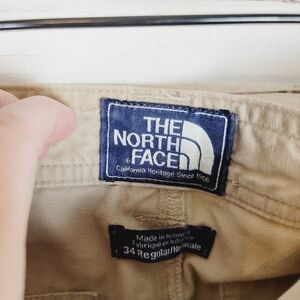 THE
NORTH
FACE
California Heritage Since 1966
Made in Indonesia
Fabriqué en Indonésie
34 Regular/Normale